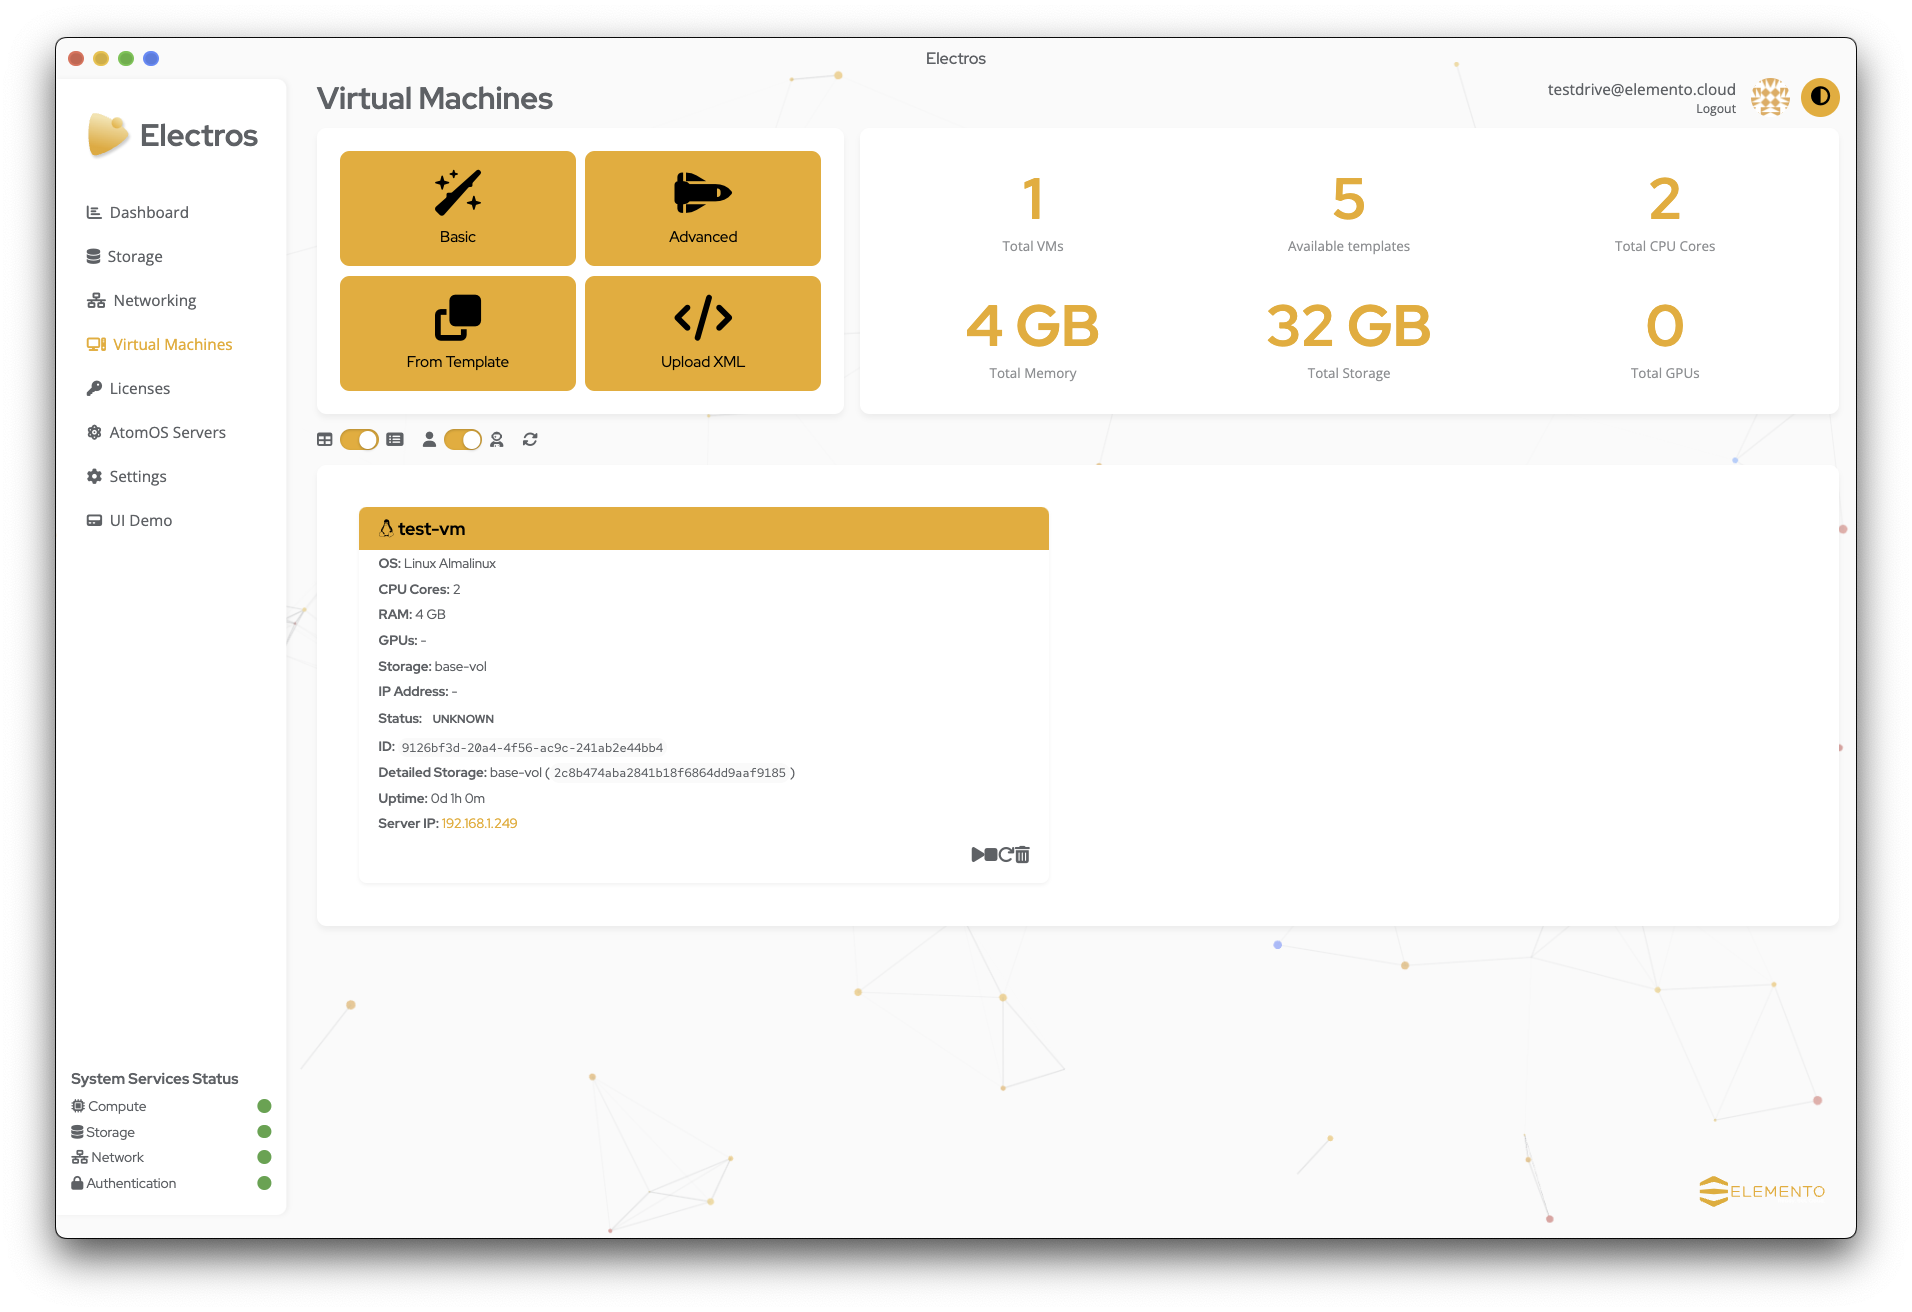 Electros
Electros
Dashboard
Storage
Networking
Virtual Machines
Licenses
AtomOS Servers
Settings
UI Demo
System Services Status
Compute
Storage
Network
Authentication
Virtual Machines
testdrive@elemento.cloud
Logout
Basic
Advanced
From Template
Upload XML
1
Total VMs
5
Available templates
2
Total CPU Cores
4 GB
Total Memory
32 GB
Total Storage
0
Total GPUs
test-vm
OS: Linux Almalinux
CPU Cores: 2
RAM: 4 GB
GPUs: -
Storage: base-vol
IP Address: -
Status: UNKNOWN
ID: 9126bf3d-20a4-4f56-ac9c-241ab2e44bb4
Detailed Storage: base-vol ( 2c8b474aba2841b18f6864dd9aaf9185 )
Uptime: 0d 1h 0m
Server IP: 192.168.1.249
ELEMENTO